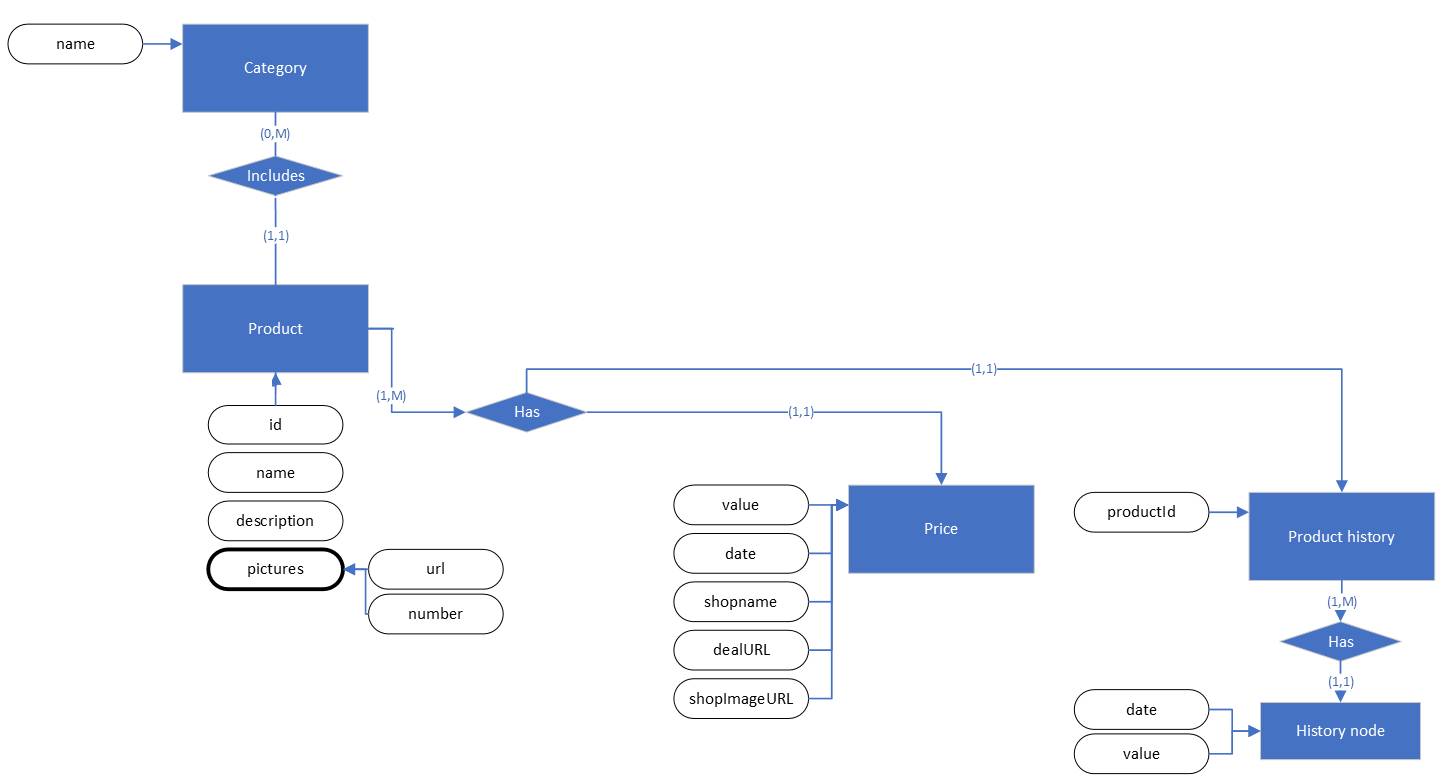 name
Category
(0,M)
Includes
(1,1)
Product
(1,M)
Has
(1,1)
(1,1)
id
name
description
pictures
url
number
value
date
shopname
dealURL
shopImageURL
Price
productId
Product history
(1,M)
Has
(1,1)
date
value
History node